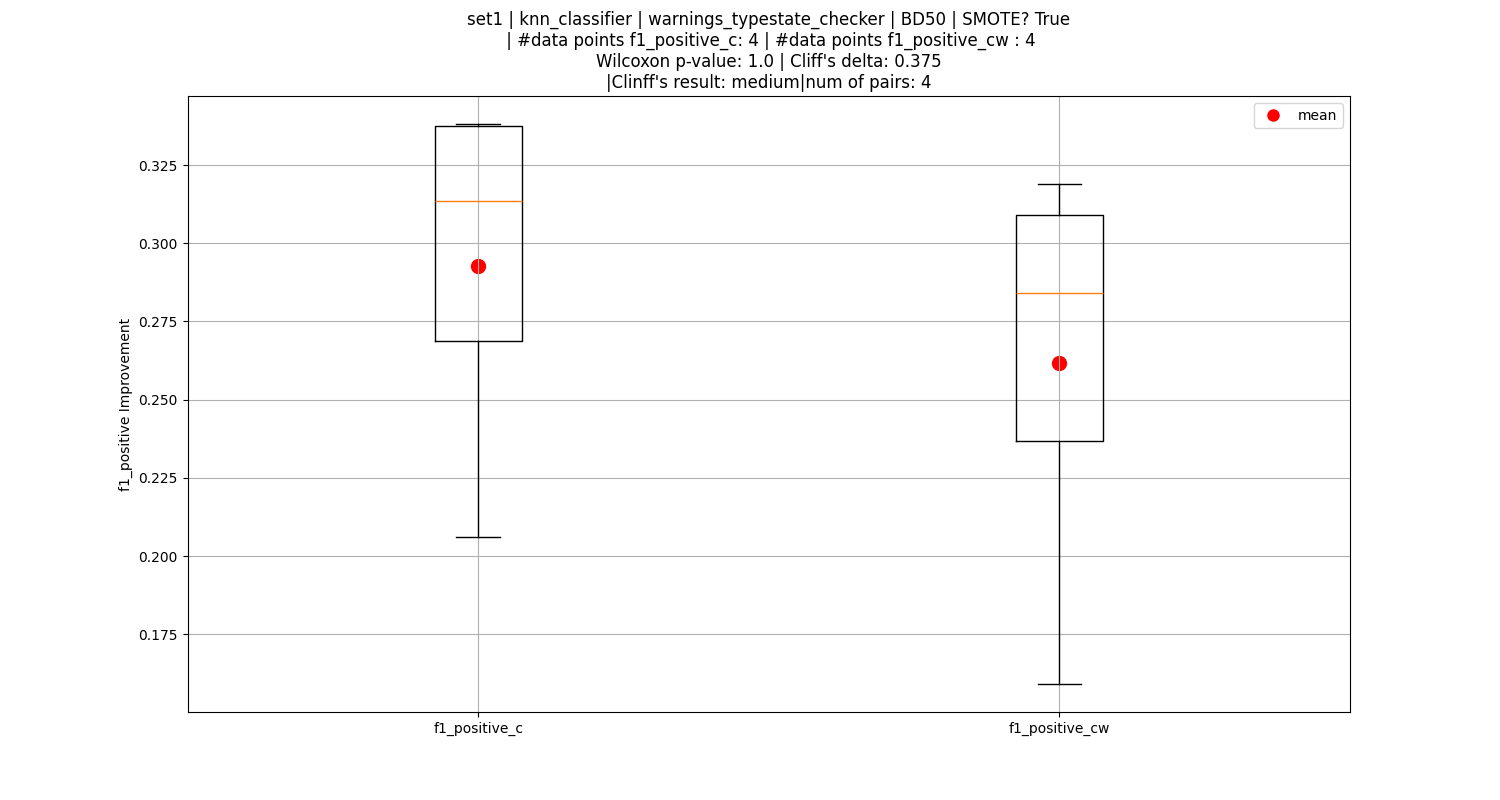 set1 | knn_classifier | warnings_typestate_checker | BD50 | SMOTE? True
| #data points f1_positive_c: 4 | #data points f1_positive_cw : 4
Wilcoxon p-value: 1.0 | Cliff's delta: 0.375
|Clinff's result: medium|num of pairs: 4
mean
0.325
0.300
0.275
0.250
0.225
0.200
0.175
f1_positive Improvement
f1_positive_c
f1_positive_cw